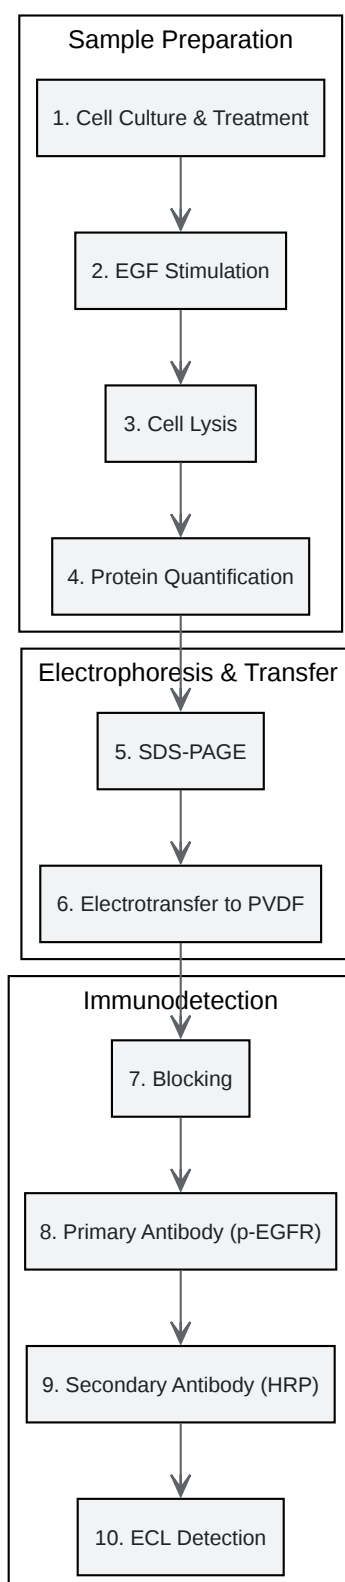 Sample Preparation
1. Cell Culture & Treatment
2. EGF Stimulation
3. Cell Lysis
4. Protein Quantification
Electrophoresis & Transfer
5. SDS-PAGE
6. Electrotransfer to PVDF
Immunodetection
7. Blocking
8. Primary Antibody (p-EGFR)
9. Secondary Antibody (HRP)
10. ECL Detection